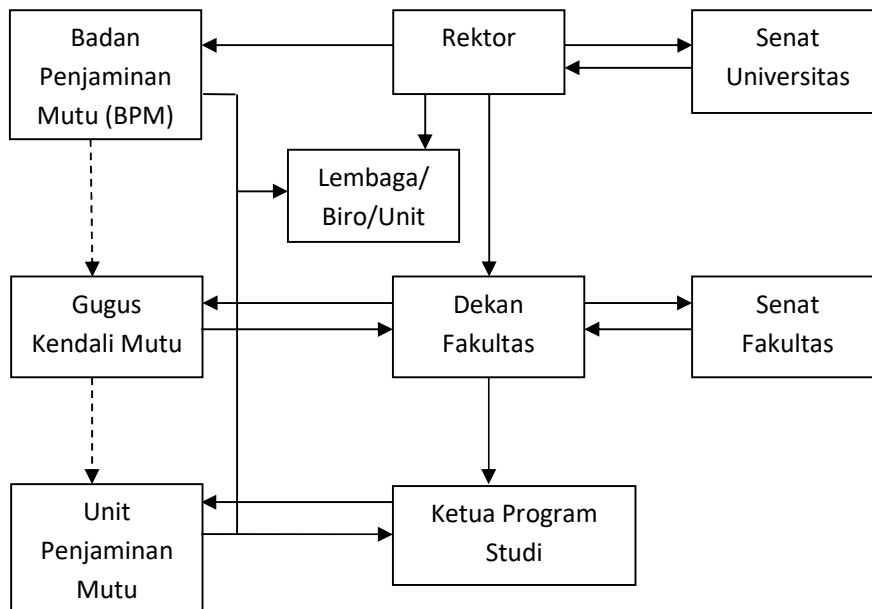 Badan
Penjaminan
Mutu (BPM)
Rektor
Senat
Universitas
Lembaga/
Biro/Unit
Gugus
Kendali Mutu
Dekan
Fakultas
Senat
Fakultas
Unit
Penjaminan
Mutu
Ketua Program
Studi